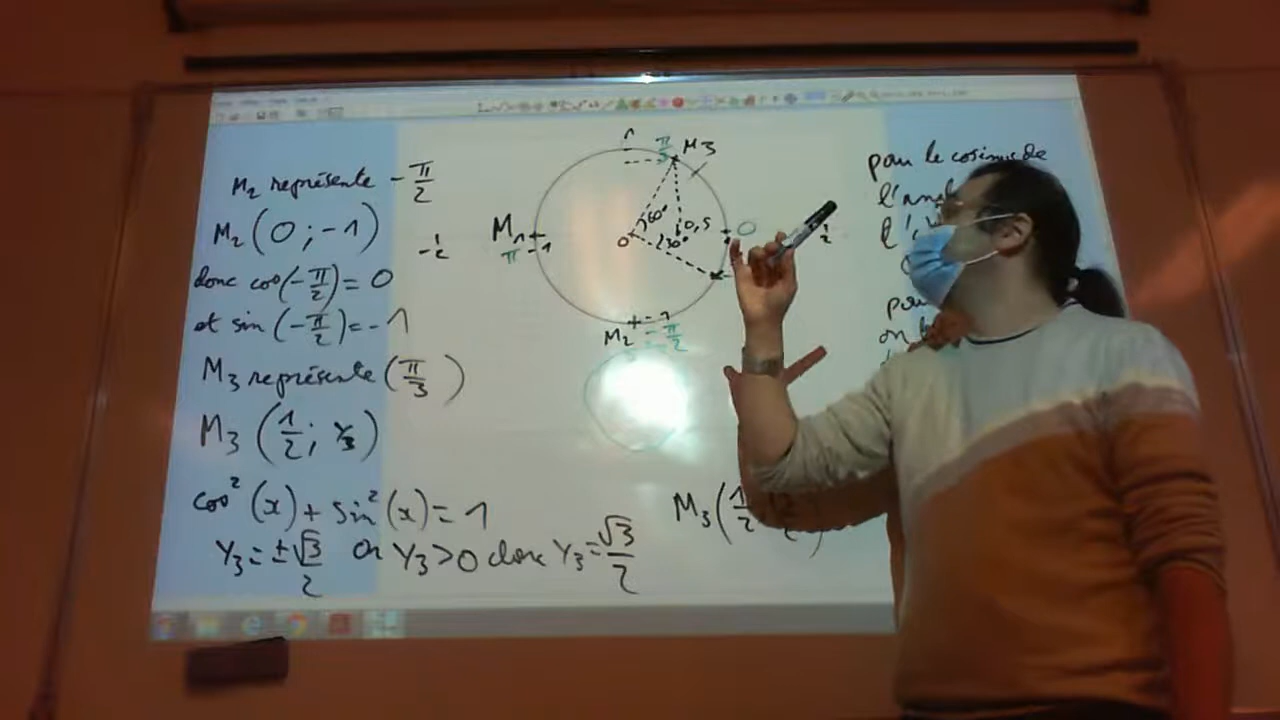 M2 représente - π/2
M2 (0 ; -1)
- 1/2
donc cos(- π/2) = 0
et sin (- π/2) = - 1
M3 représente (π/3)
M3 (1/2 ; y3)
cos² (x) + sin² (x) = 1
Y3 = ± √3/2 or Y3 > 0 donc Y3 = √3/2
1
π/3
M3
M1
π
-1
60°
0,5
30°
O
0
-1
M2
- π/2
M3 (1/2
pour le cosinus de
l'
pou
on